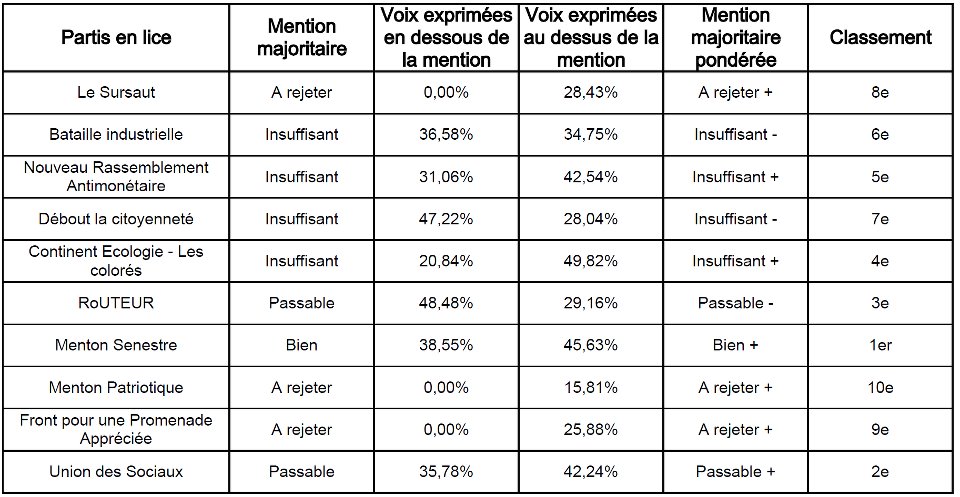 Partis en lice | Mention majoritaire | Voix exprimées en dessous de la mention | Voix exprimées au dessus de la mention | Mention majoritaire pondérée | Classement
Le Sursaut | A rejeter | 0,00% | 28,43% | A rejeter + | 8e
Bataille industrielle | Insuffisant | 36,58% | 34,75% | Insuffisant - | 6e
Nouveau Rassemblement Antimonétaire | Insuffisant | 31,06% | 42,54% | Insuffisant + | 5e
Débout la citoyenneté | Insuffisant | 47,22% | 28,04% | Insuffisant - | 7e
Continent Ecologie - Les colorés | Insuffisant | 20,84% | 49,82% | Insuffisant + | 4e
RoUTEUR | Passable | 48,48% | 29,16% | Passable - | 3e
Menton Senestre | Bien | 38,55% | 45,63% | Bien + | 1er
Menton Patriotique | A rejeter | 0,00% | 15,81% | A rejeter + | 10e
Front pour une Promenade Appréciée | A rejeter | 0,00% | 25,88% | A rejeter + | 9e
Union des Sociaux | Passable | 35,78% | 42,24% | Passable + | 2e